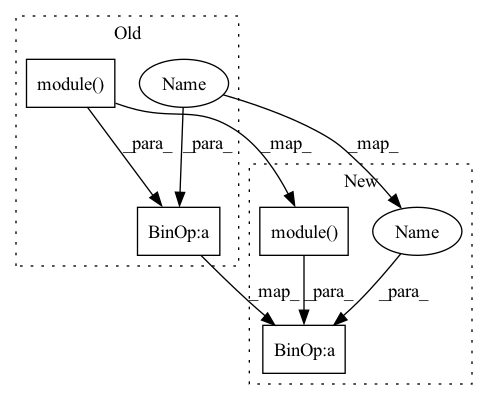 Old
module()
Name
_para_ _para_ _map_ _map_
New
BinOp:a
module()
Name
_map_ _para_ _para_
BinOp:a